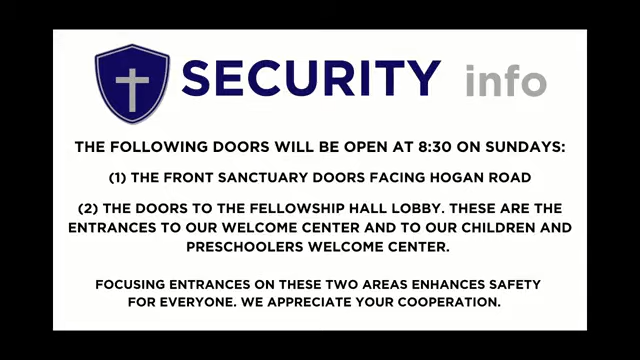 SECURITY info
THE FOLLOWING DOORS WILL BE OPEN AT 8:30 ON SUNDAYS:
(1) THE FRONT SANCTUARY DOORS FACING HOGAN ROAD
(2) THE DOORS TO THE FELLOWSHIP HALL LOBBY. THESE ARE THE
ENTRANCES TO OUR WELCOME CENTER AND TO OUR CHILDREN AND
PRESCHOOLERS WELCOME CENTER.
FOCUSING ENTRANCES ON THESE TWO AREAS ENHANCES SAFETY
FOR EVERYONE. WE APPRECIATE YOUR COOPERATION.